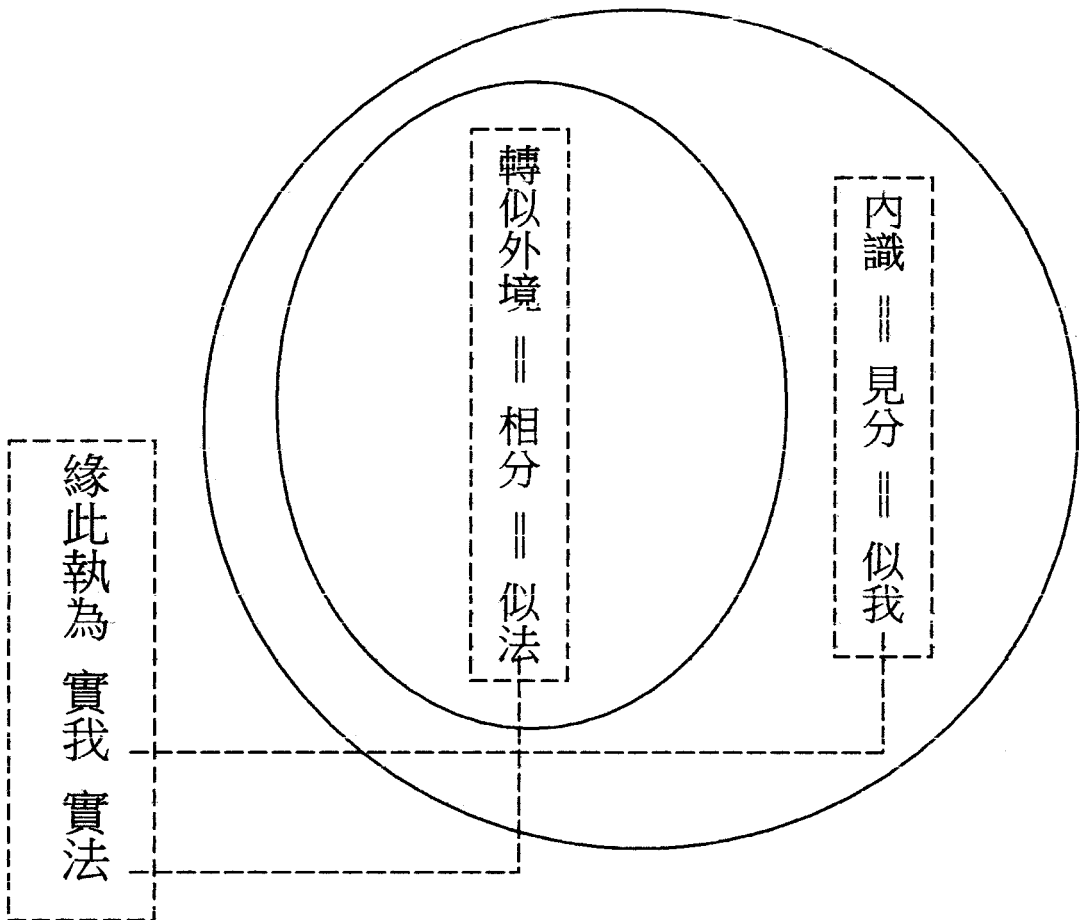 內識 ＝ 見分 ＝ 似我
轉似外境 ＝ 相分 ＝ 似法
緣此執為 實我 實法